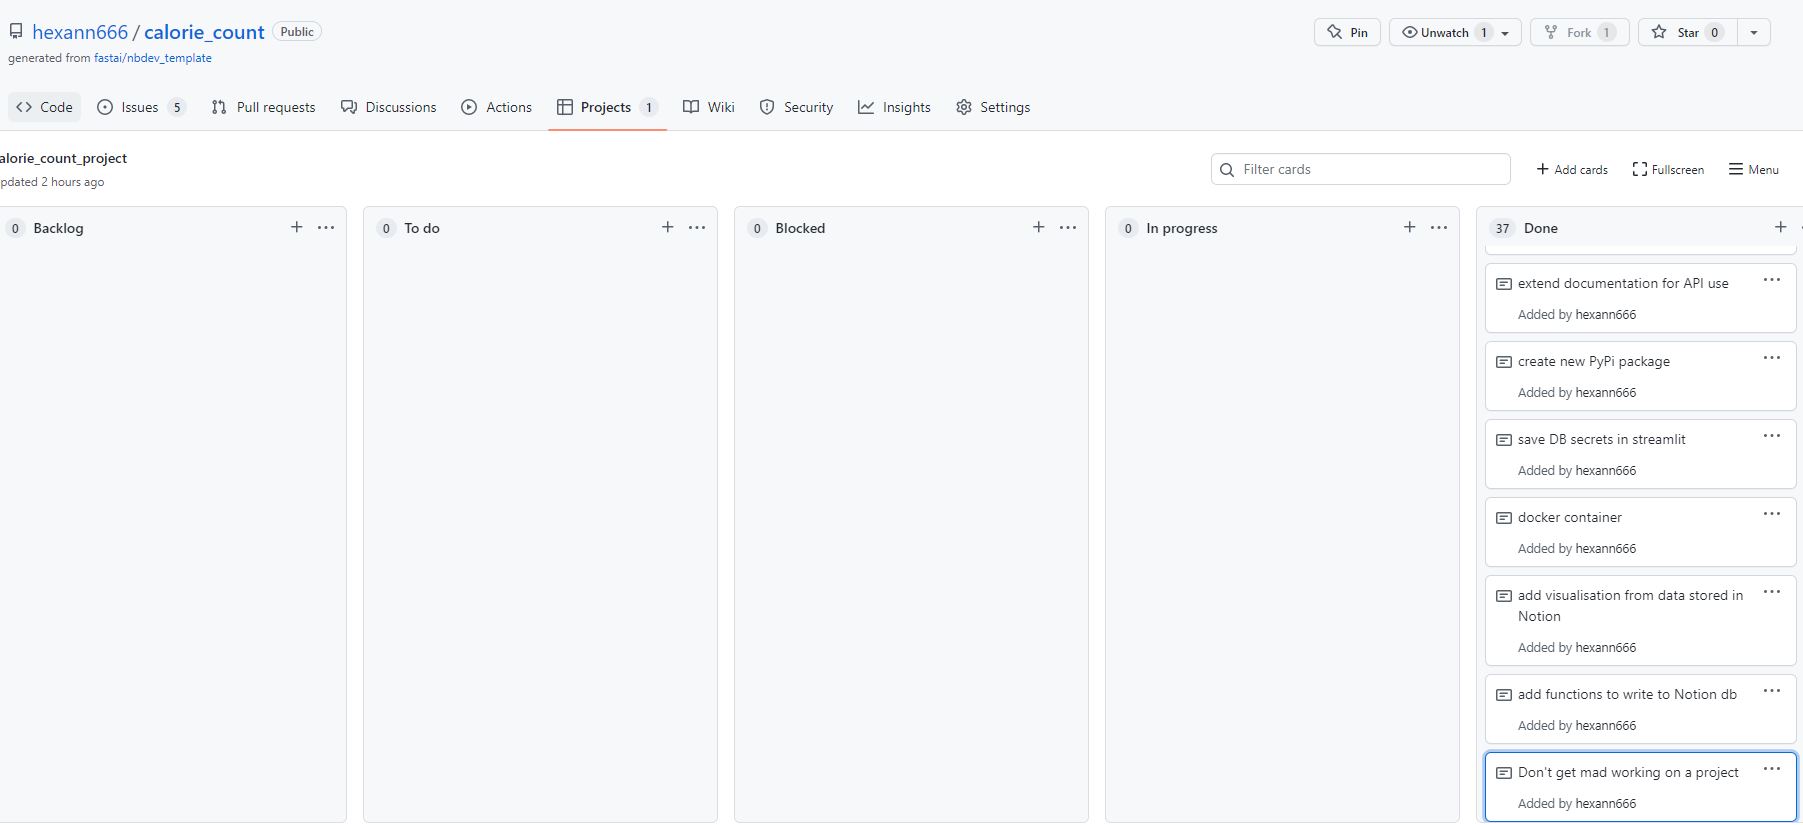 hexann666 / calorie_count Public
generated from fastai/nbdev_template
Pin
Unwatch 1
Fork 1
Star 0
Code
Issues 5
Pull requests
Discussions
Actions
Projects 1
Wiki
Security
Insights
Settings
alorie_count_project
pdated 2 hours ago
Filter cards
Add cards
Fullscreen
Menu
0 Backlog
0 To do
0 Blocked
0 In progress
37 Done
extend documentation for API use
Added by hexann666
create new PyPi package
Added by hexann666
save DB secrets in streamlit
Added by hexann666
docker container
Added by hexann666
add visualisation from data stored in
Notion
Added by hexann666
add functions to write to Notion db
Added by hexann666
Don't get mad working on a project
Added by hexann666